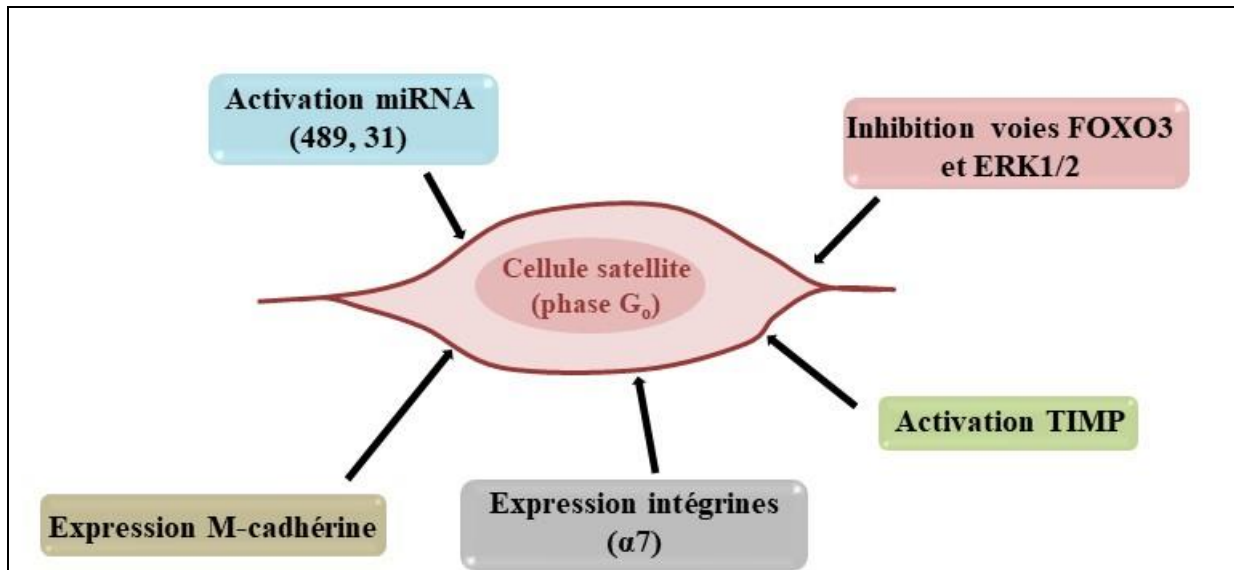 Activation miRNA
(489, 31)
Inhibition voies FOXO3
et ERK1/2
Cellule satellite
(phase G₀)
Activation TIMP
Expression M-cadhérine
Expression intégrines
(α7)